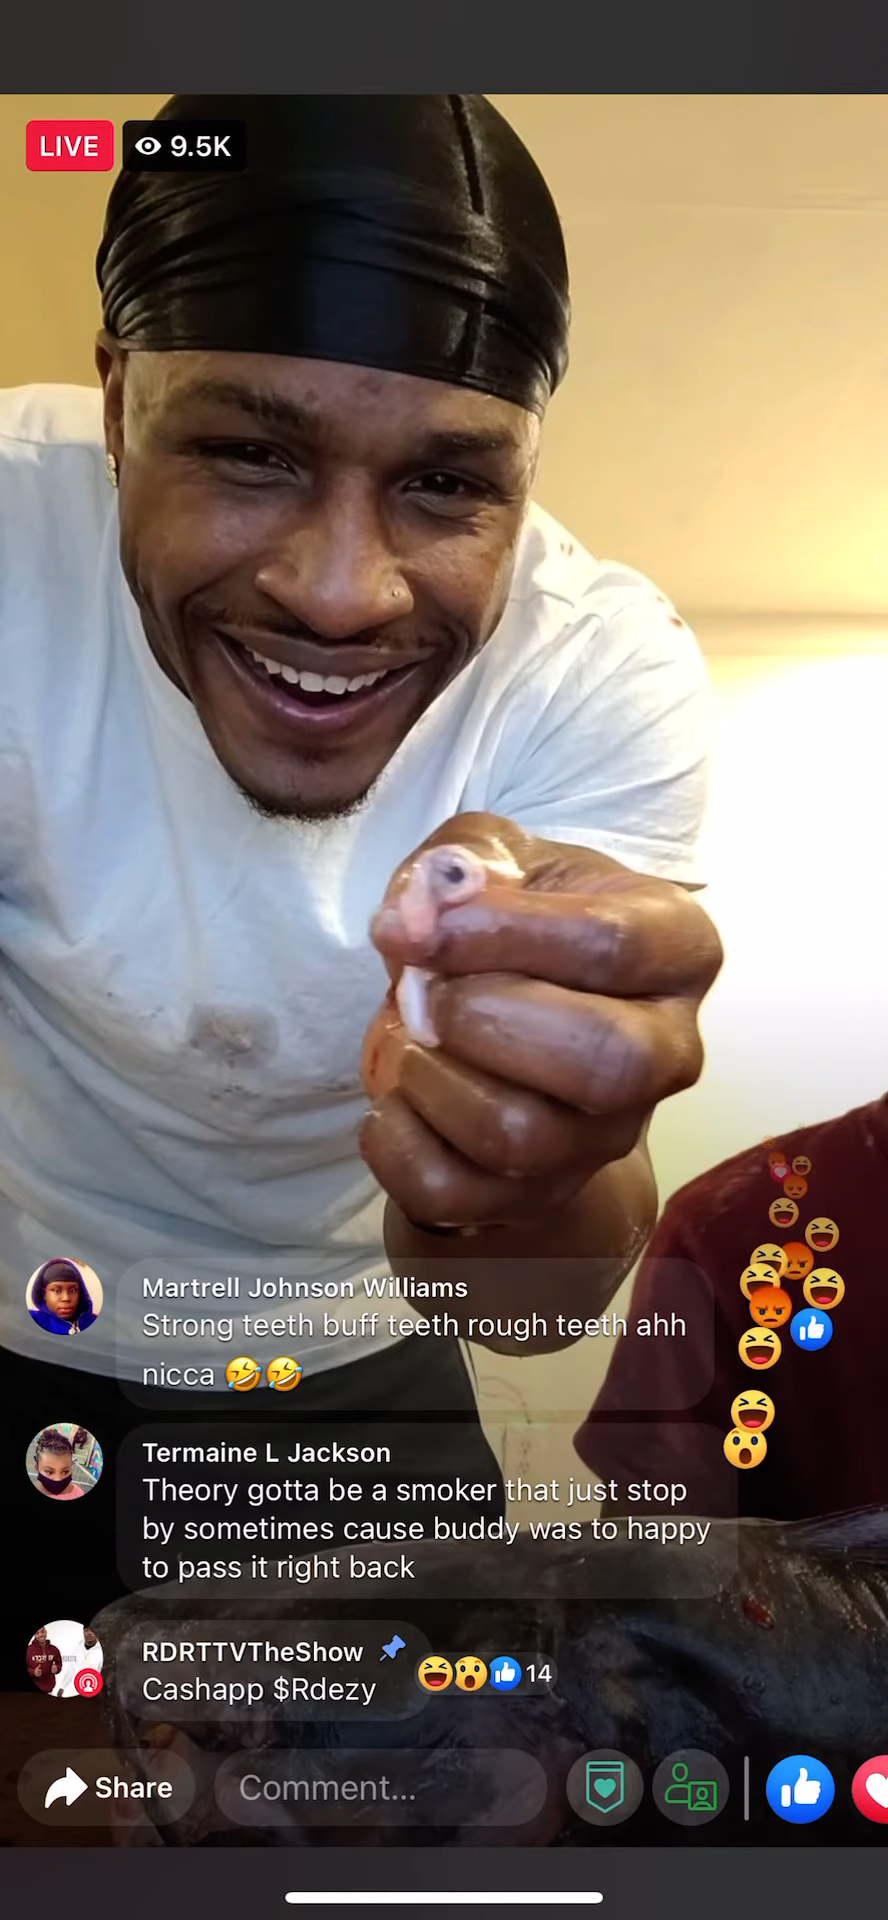 LIVE 9.5K
Martrell Johnson Williams
Strong teeth buff teeth rough teeth ahh
nicca 🤣🤣
Termaine L Jackson
Theory gotta be a smoker that just stop
by sometimes cause buddy was to happy
to pass it right back
RDRTTVTheShow
Cashapp $Rdezy
14
Share
Comment...